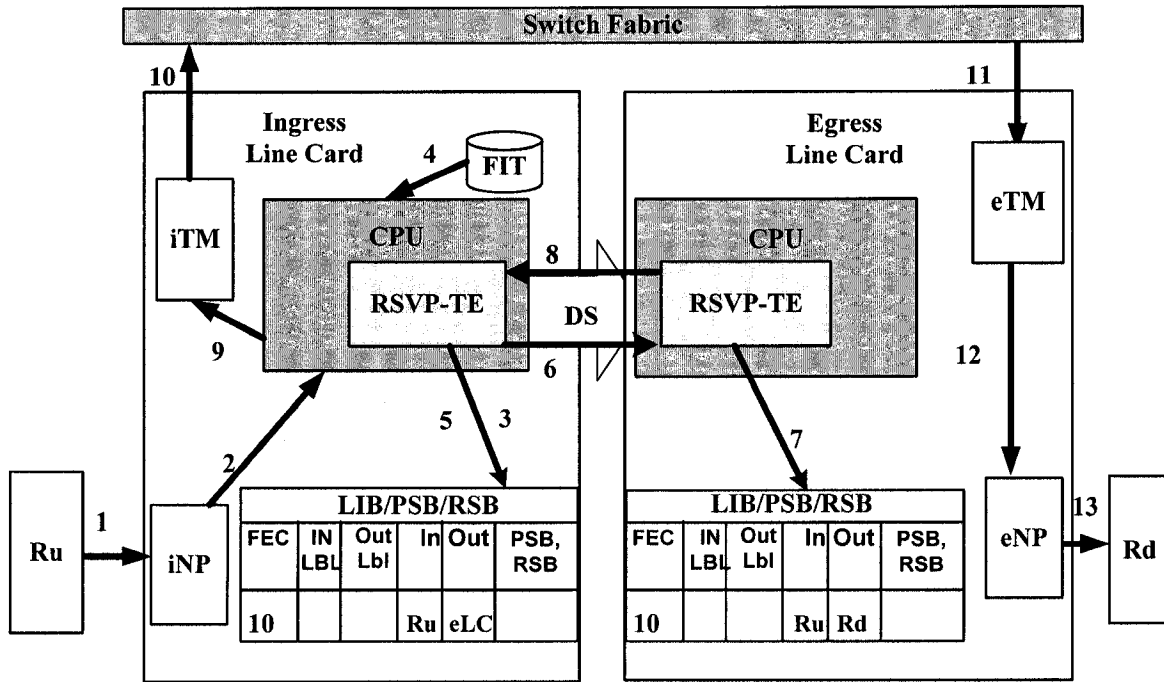 Switch Fabric
10
11
Ingress
Line Card
Egress
Line Card
4
FIT
iTM
eTM
CPU
CPU
8
RSVP-TE
DS
RSVP-TE
9
6
12
5
3
7
2
LIB/PSB/RSB
LIB/PSB/RSB
1
13
Ru
iNP
FEC
IN
LBL
Out
Lbl
In
Out
PSB,
RSB
FEC
IN
LBL
Out
Lbl
In
Out
PSB,
RSB
eNP
Rd
10
Ru
eLC
10
Ru
Rd